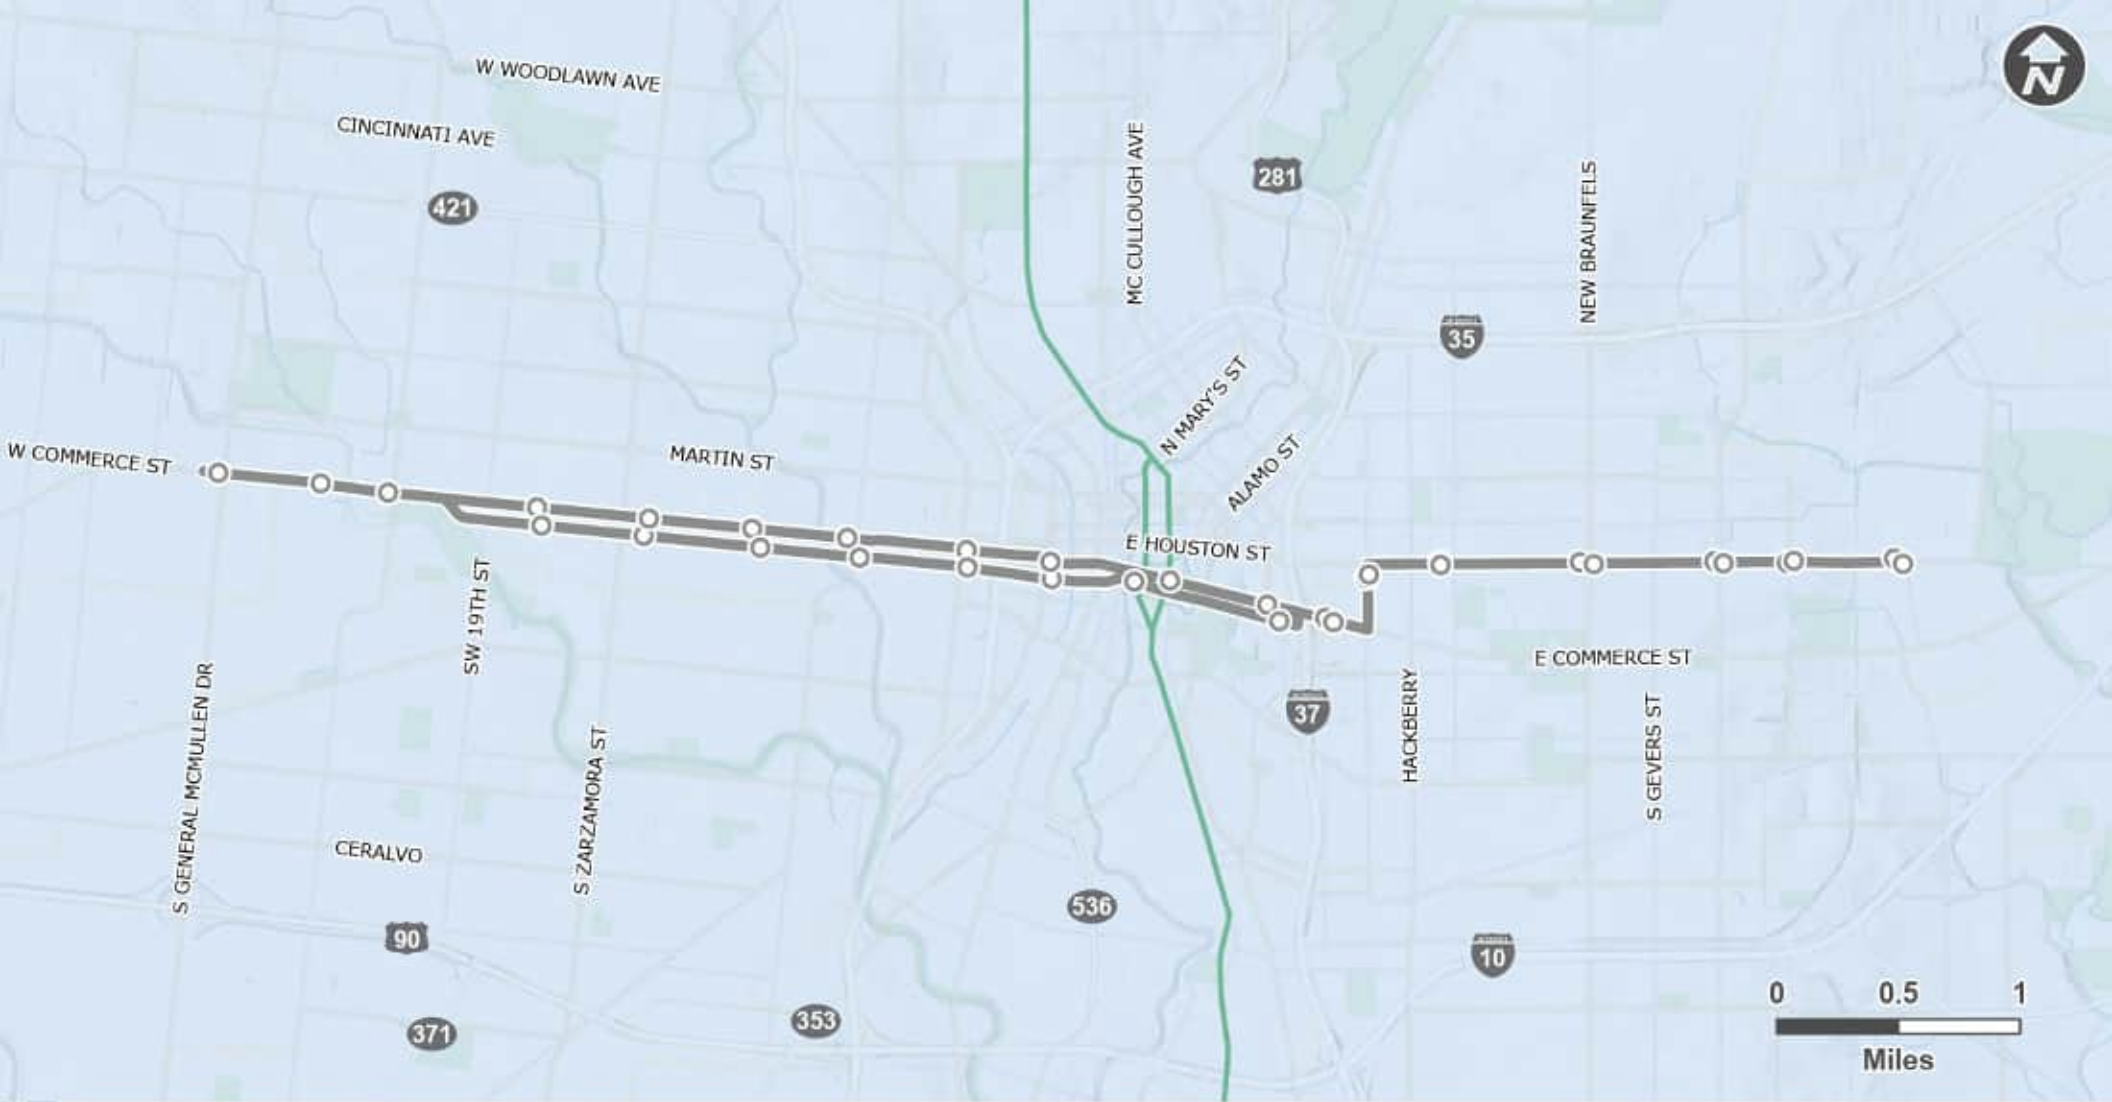 W WOODLAWN AVE
CINCINNATI AVE
421
MC CULLOUGH AVE
281
NEW BRAUNFELS
N
35
N MARY'S ST
ALAMO ST
W COMMERCE ST
MARTIN ST
E HOUSTON ST
SW 19TH ST
E COMMERCE ST
S GENERAL MCMULLEN DR
37
HACKBERRY
S GEVERS ST
S ZARZAMORA ST
CERALVO
536
90
10
371
353
0 0.5 1
Miles